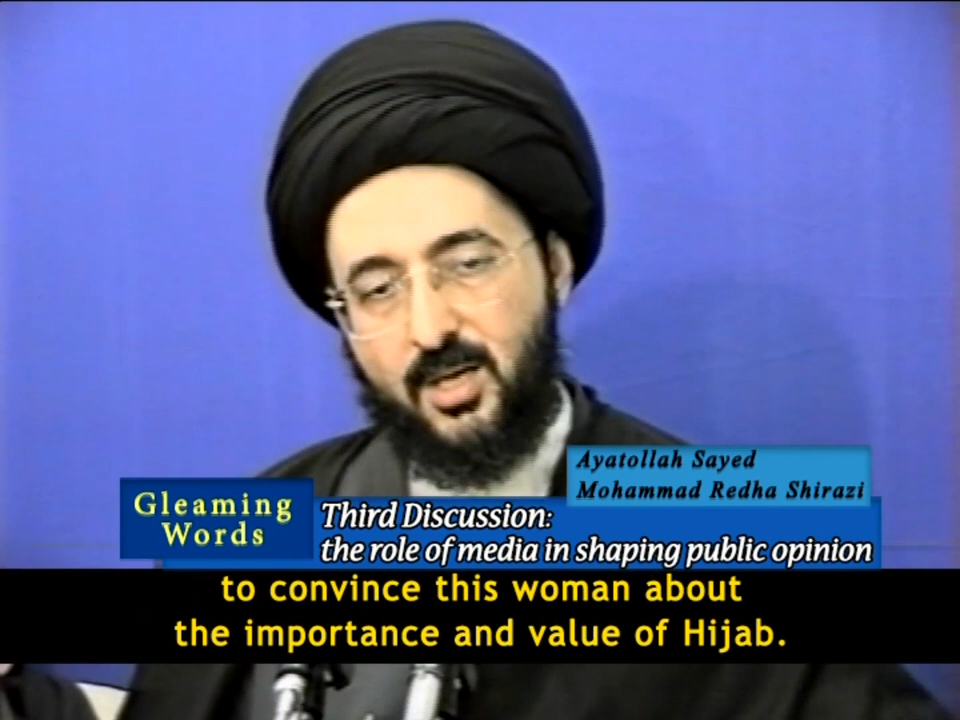 Ayatollah Sayed
Mohammad Redha Shirazi
Gleaming
Words
Third Discussion:
the role of media in shaping public opinion
to convince this woman about
the importance and value of Hijab.